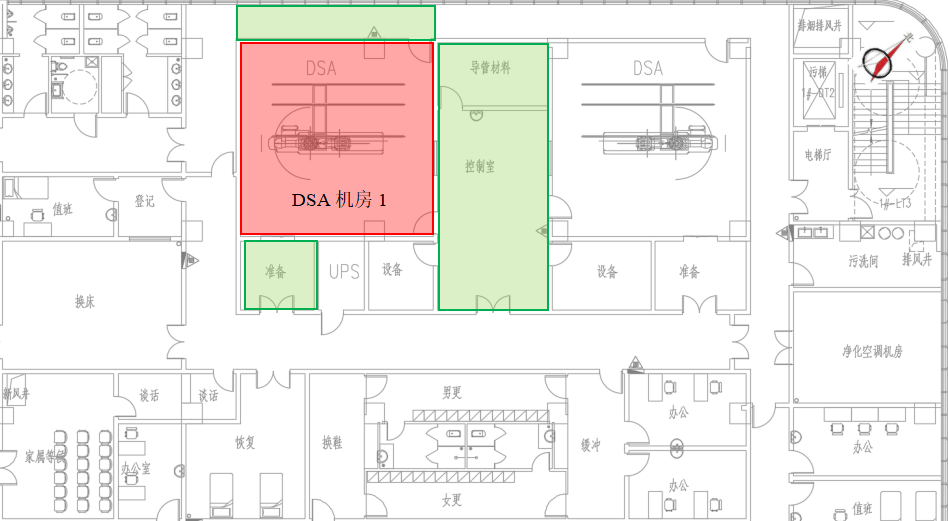 排烟排风井
DSA
导管材料
DSA
污梯
1#-DT2
控制室
电梯厅
DSA 机房 1
值班
登记
1#-LT3
准备
UPS
设备
设备
准备
污洗间
排风井
换床
净化空调机房
新风井
谈话
谈话
男更
办公
恢复
换鞋
缓冲
办公
家属等候
办公室
办公
女更
值班